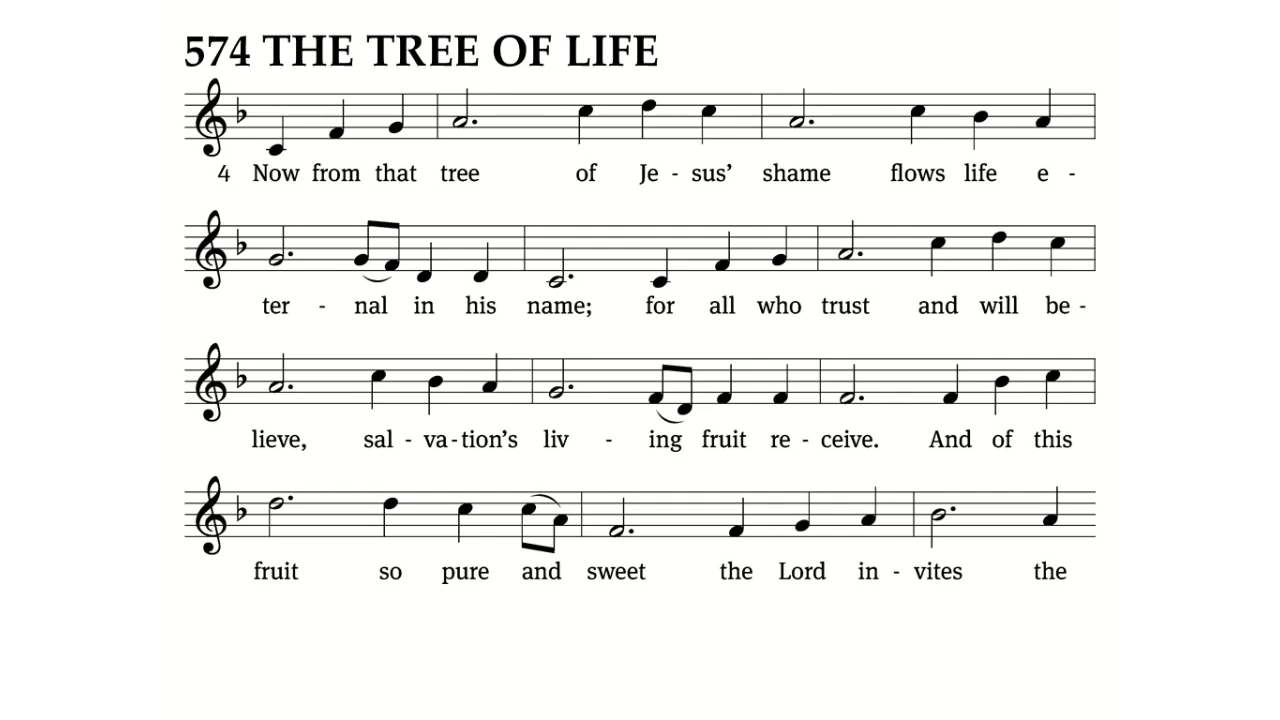 574 THE TREE OF LIFE
4 Now from that tree of Je - sus’ shame flows life e -
ter - nal in his name; for all who trust and will be -
lieve, sal - va - tion’s liv - ing fruit re - ceive. And of this
fruit so pure and sweet the Lord in - vites the